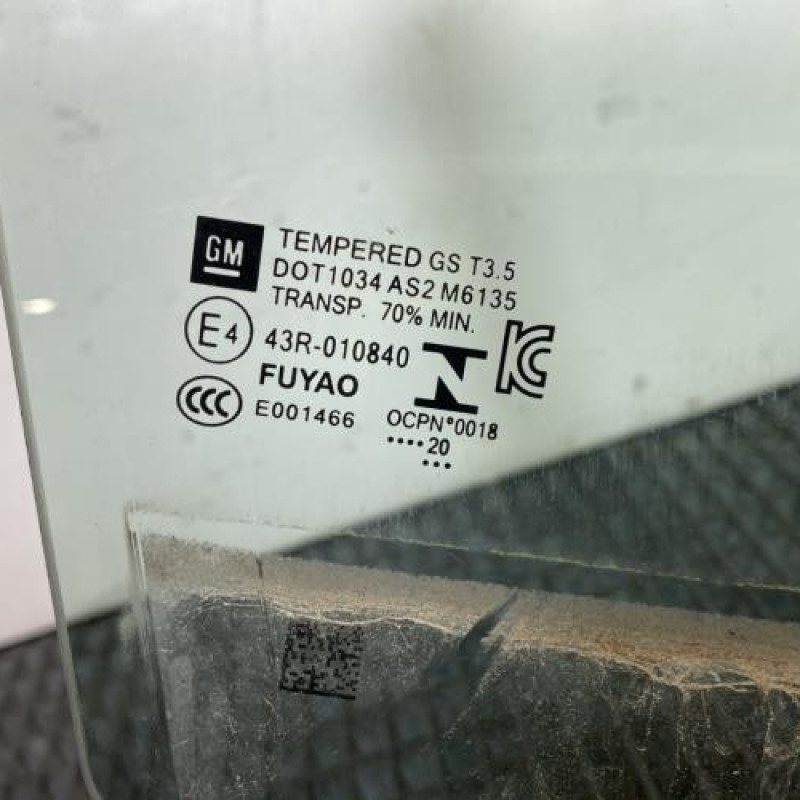 GM
TEMPERED GS T3.5
DOT1034 AS2 M6135
TRANSP. 70% MIN.
E4
43R-010840
FUYAO
CCC
E001466
N
KC
OCPN°0018
•••• 20
•••